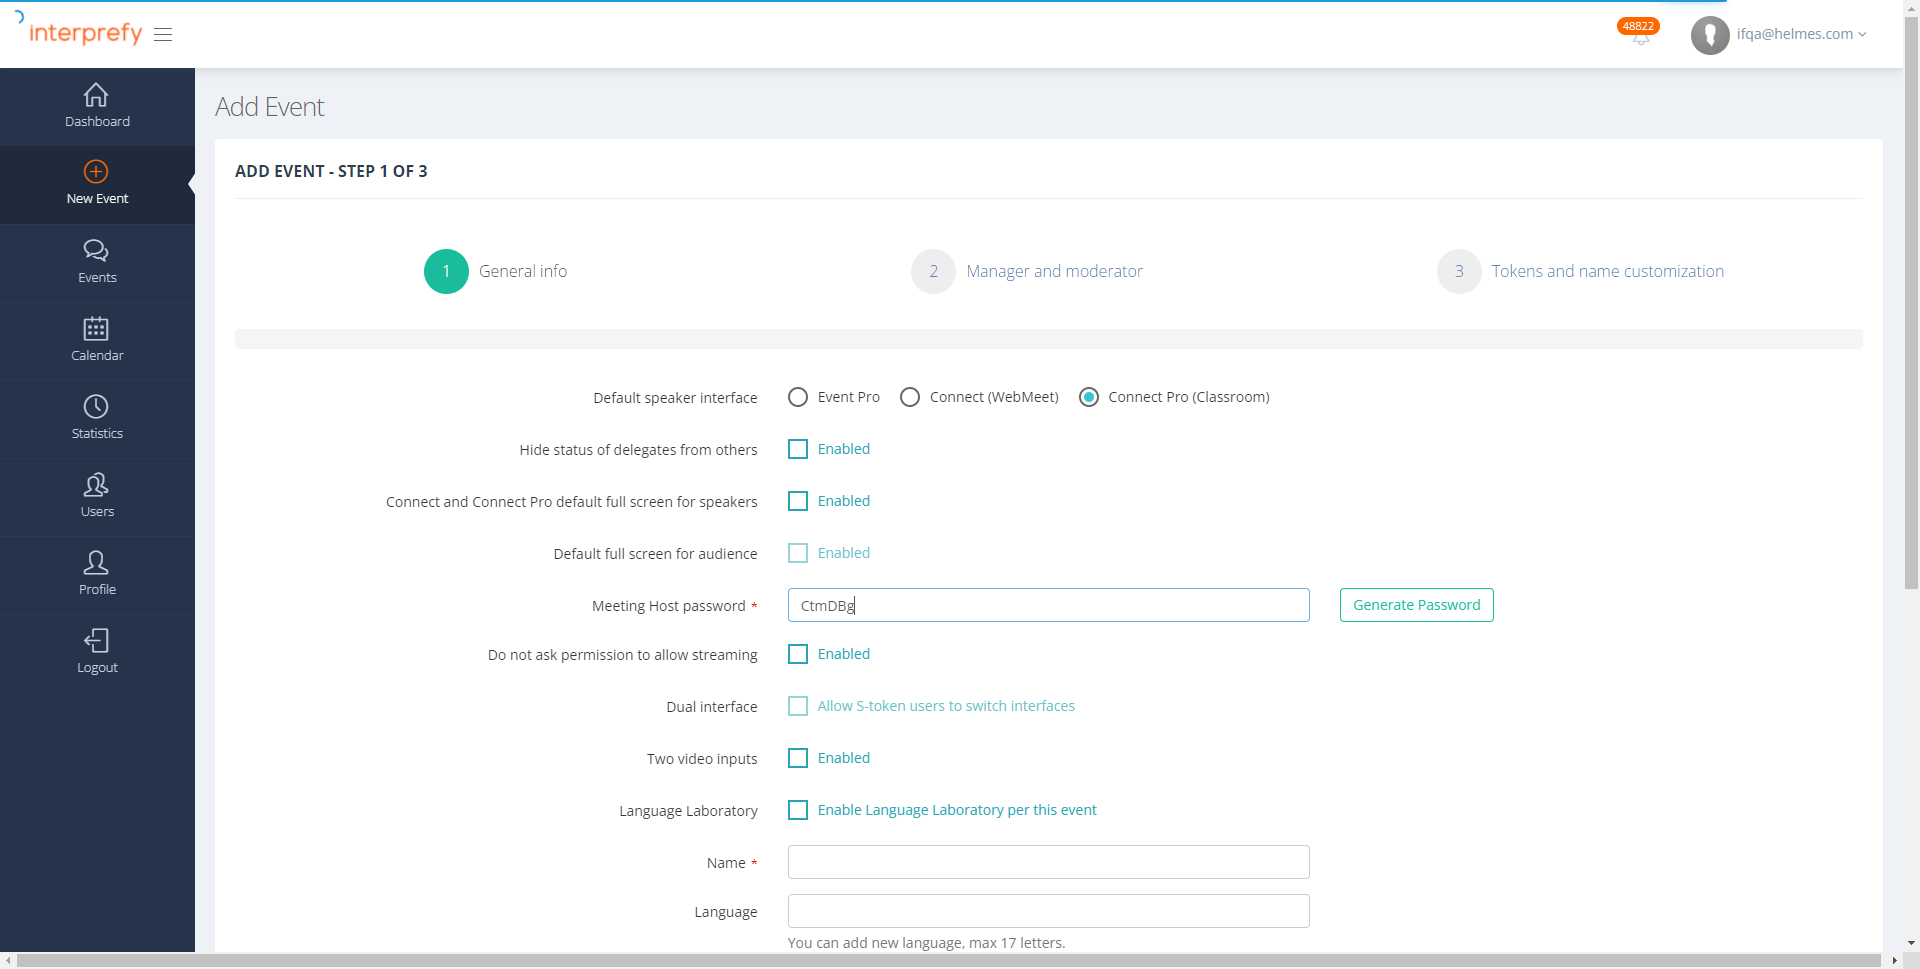 interprefy
48822
ifqa@helmes.com
Dashboard
New Event
Events
Calendar
Statistics
Users
Profile
Logout
Add Event
ADD EVENT - STEP 1 OF 3
1 General info
2 Manager and moderator
3 Tokens and name customization
Default speaker interface Event Pro Connect (WebMeet) Connect Pro (Classroom)
Hide status of delegates from others Enabled
Connect and Connect Pro default full screen for speakers Enabled
Default full screen for audience Enabled
Meeting Host password * CtmDBg Generate Password
Do not ask permission to allow streaming Enabled
Dual interface Allow S-token users to switch interfaces
Two video inputs Enabled
Language Laboratory Enable Language Laboratory per this event
Name *
Language
You can add new language, max 17 letters.